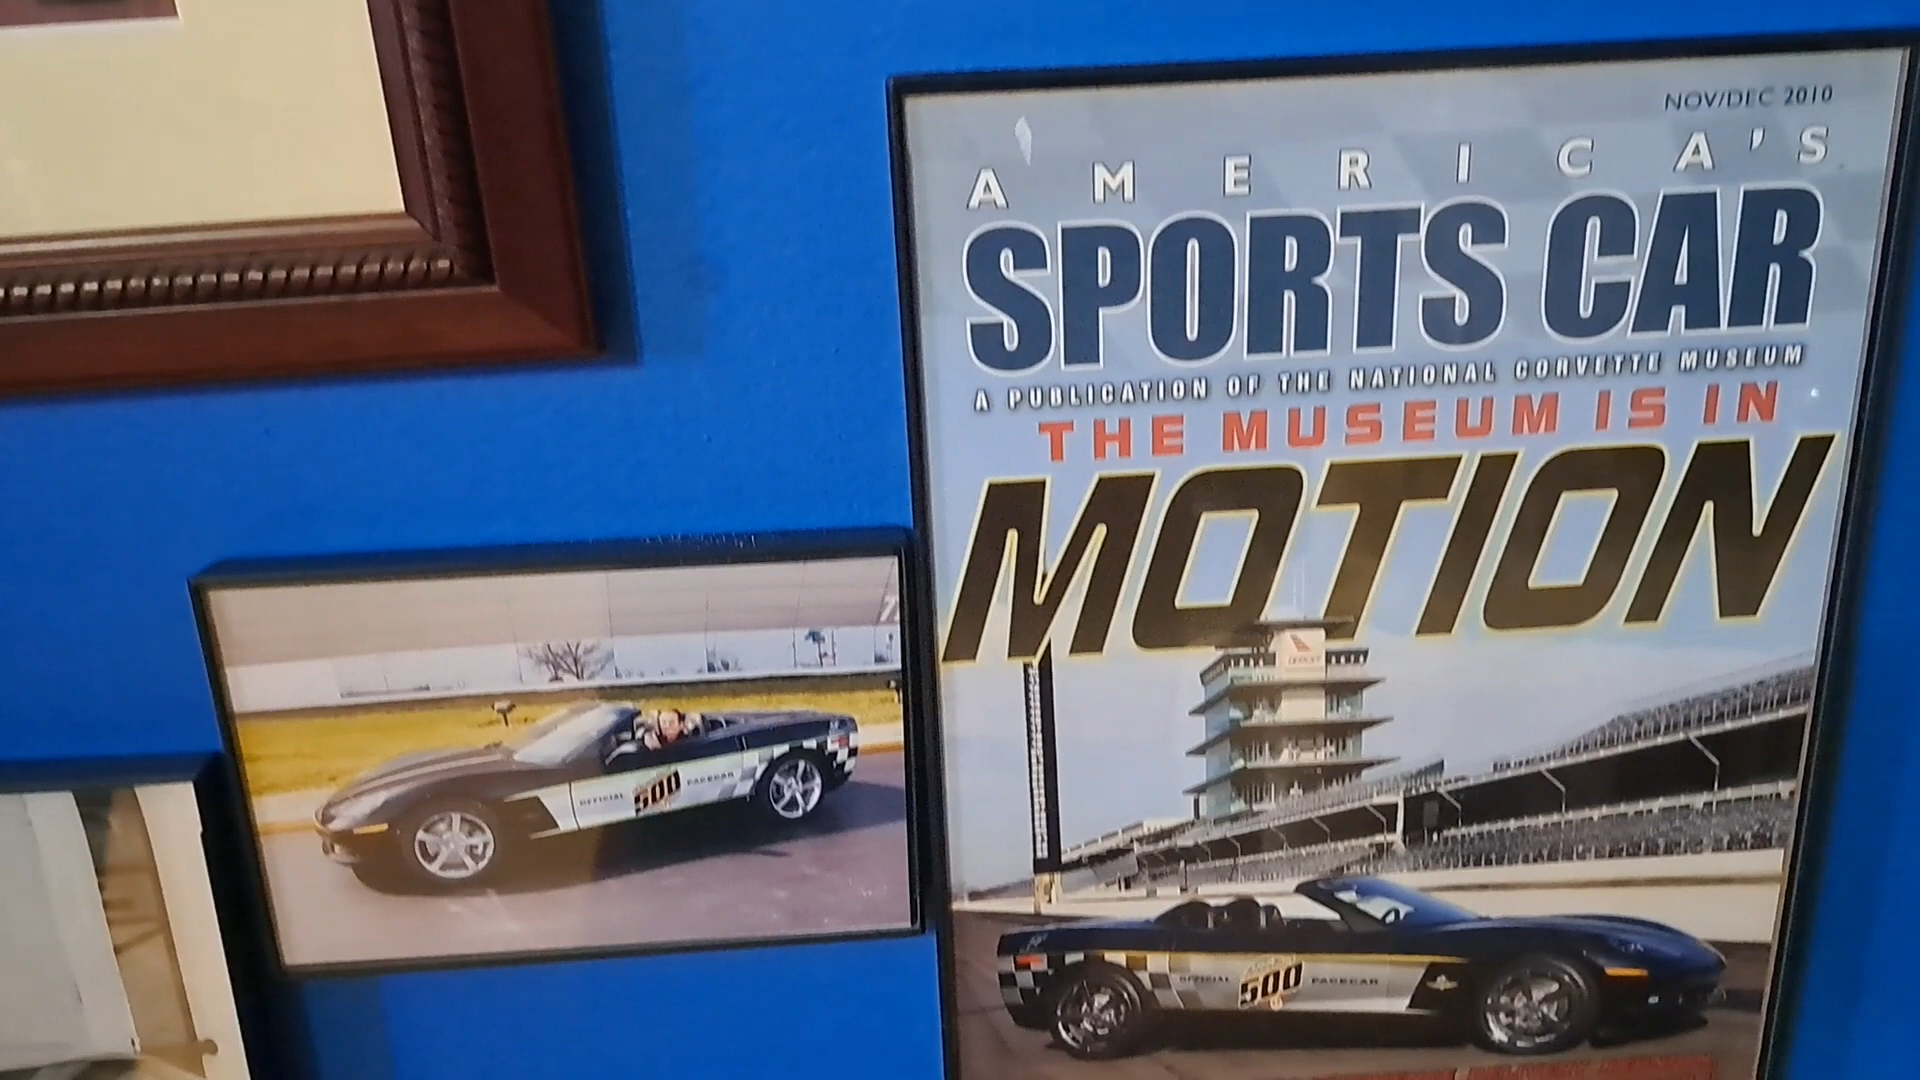 NOV/DEC 2010
AMERICA'S
SPORTS CAR
A PUBLICATION OF THE NATIONAL CORVETTE MUSEUM
THE MUSEUM IS IN
MOTION
OFFICIAL 500 PACECAR
OFFICIAL 500 PACECAR